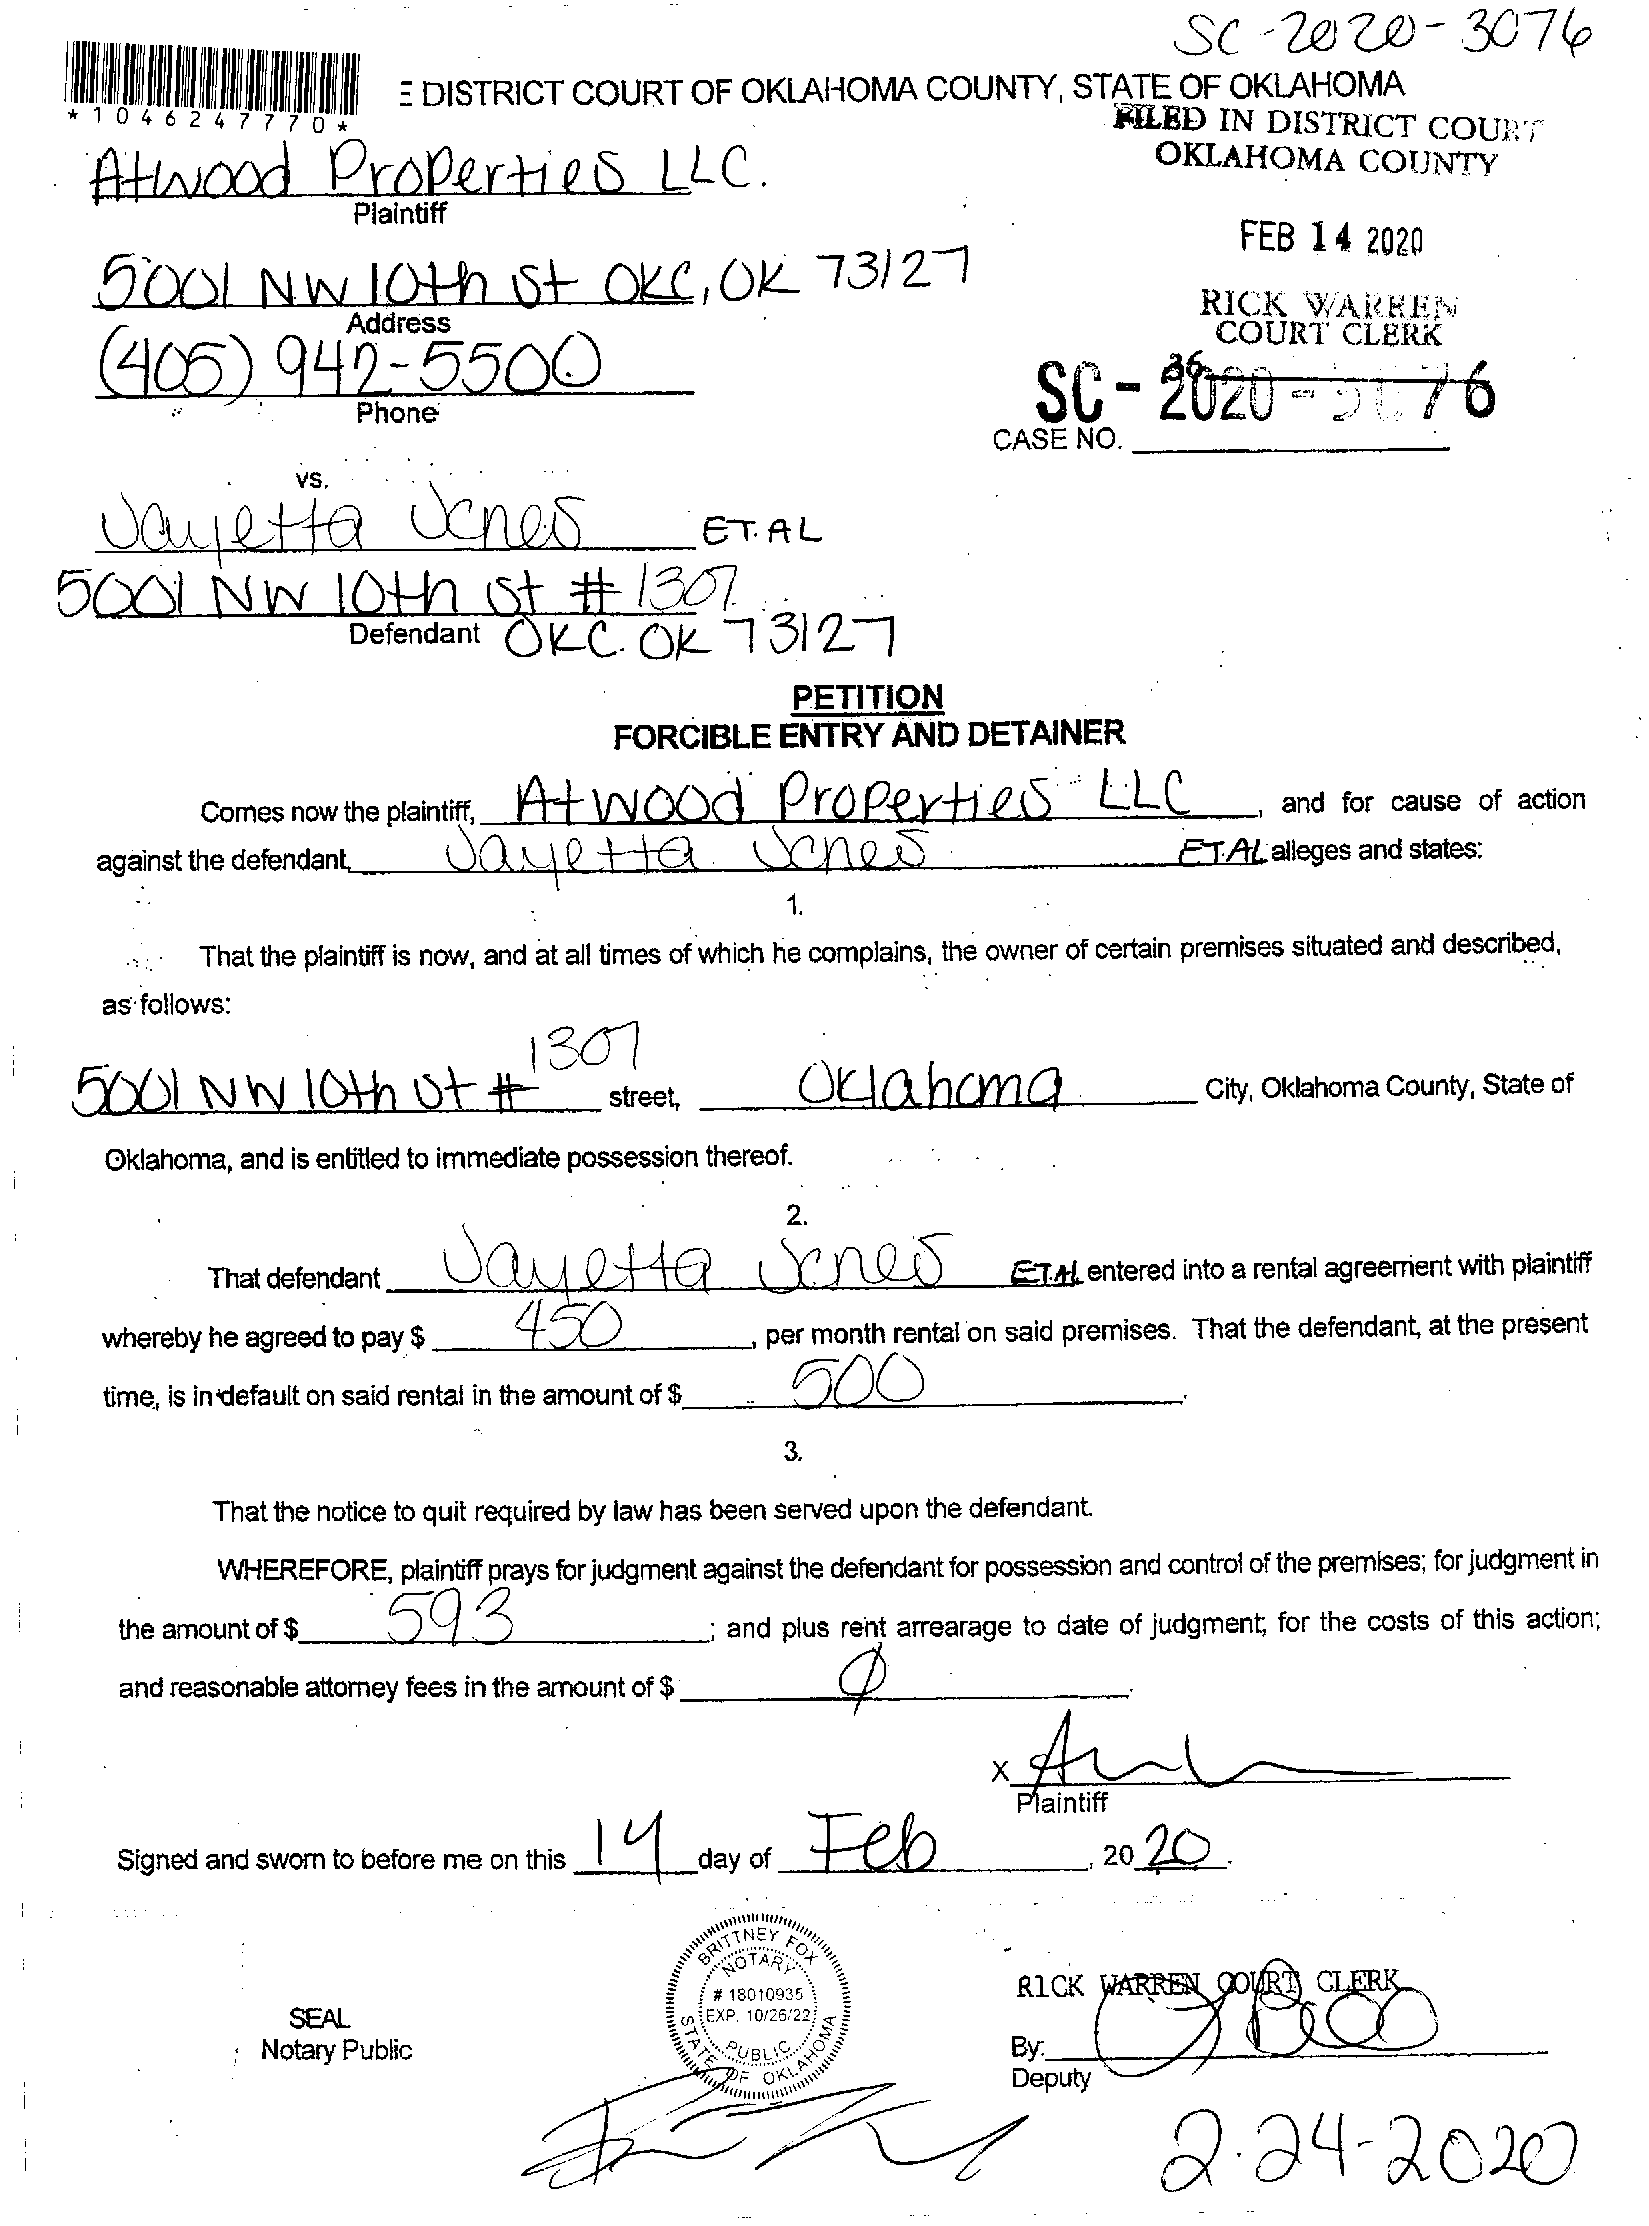 SC-2020-3076
E DISTRICT COURT OF OKLAHOMA COUNTY, STATE OF OKLAHOMA
*1046247770*
FILED IN DISTRICT COURT
OKLAHOMA COUNTY
Atwood Properties LLC.
Plaintiff
FEB 14 2020
5001 NW 10th St OKC, OK 73127
Address
RICK WARREN
COURT CLERK
(405) 942-5500
Phone
36
SC-2020-3076
CASE NO.
vs.
Jayetta Jones ET. AL
5001 NW 10th St # 1307
Defendant OKC. OK 73127
PETITION
FORCIBLE ENTRY AND DETAINER
Comes now the plaintiff, Atwood Properties LLC, and for cause of action
against the defendant, Jayetta Jones ET. AL alleges and states:
1.
That the plaintiff is now, and at all times of which he complains, the owner of certain premises situated and described,
as follows:
5001 NW 10th St # 1307 street, Oklahoma City, Oklahoma County, State of
Oklahoma, and is entitled to immediate possession thereof.
2.
That defendant Jayetta Jones ET. AL entered into a rental agreement with plaintiff
whereby he agreed to pay $ 450, per month rental on said premises. That the defendant, at the present
time, is in default on said rental in the amount of $ 500.
3.
That the notice to quit required by law has been served upon the defendant.
WHEREFORE, plaintiff prays for judgment against the defendant for possession and control of the premises; for judgment in
the amount of $ 593; and plus rent arrearage to date of judgment; for the costs of this action;
and reasonable attorney fees in the amount of $ 0.
X
Plaintiff
Signed and sworn to before me on this 14 day of Feb, 2020.
BRITTNEY FOX
NOTARY
# 18010935
EXP. 10/26/22
PUBLIC
STATE OF OKLAHOMA
SEAL
Notary Public
RICK WARREN COURT CLERK
By:
Deputy
2-24-2020